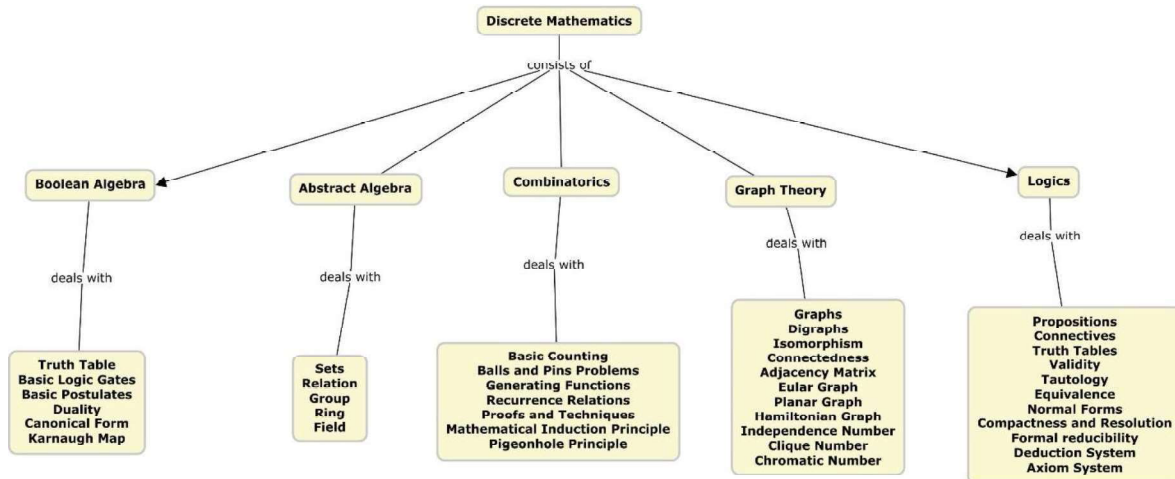 Discrete Mathematics
consists of
Boolean Algebra
Abstract Algebra
Combinatorics
Graph Theory
Logics
deals with
deals with
deals with
deals with
deals with
Truth Table
Basic Logic Gates
Basic Postulates
Duality
Canonical Form
Karnaugh Map
Sets
Relation
Group
Ring
Field
Basic Counting
Balls and Pins Problems
Generating Functions
Recurrence Relations
Proofs and Techniques
Mathematical Induction Principle
Pigeonhole Principle
Graphs
Digraphs
Isomorphism
Connectedness
Adjacency Matrix
Eular Graph
Planar Graph
Hamiltonian Graph
Independence Number
Clique Number
Chromatic Number
Propositions
Connectives
Truth Tables
Validity
Tautology
Equivalence
Normal Forms
Compactness and Resolution
Formal reducibility
Deduction System
Axiom System